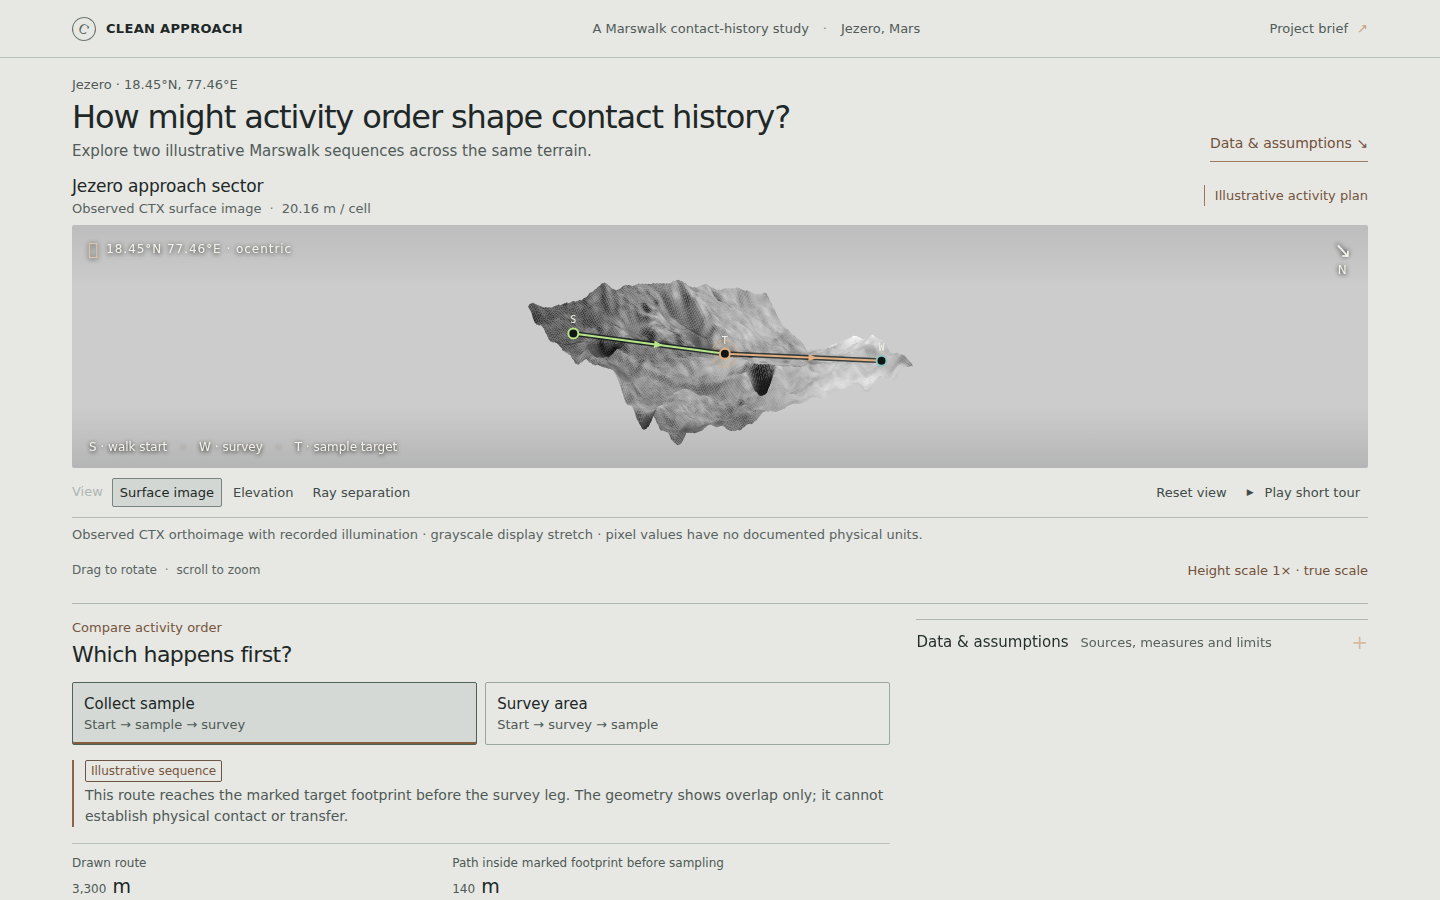 CLEAN APPROACH
A Marswalk contact-history study · Jezero, Mars
Project brief ↗
Jezero · 18.45°N, 77.46°E
How might activity order shape contact history?
Explore two illustrative Marswalk sequences across the same terrain.
Data & assumptions ↘
Jezero approach sector
Observed CTX surface image · 20.16 m / cell
Illustrative activity plan
18.45°N 77.46°E · ocentric
↘
N
S
T
W
S · walk start · W · survey · T · sample target
View Surface image Elevation Ray separation
Reset view ▶ Play short tour
Observed CTX orthoimage with recorded illumination · grayscale display stretch · pixel values have no documented physical units.
Drag to rotate · scroll to zoom
Height scale 1× · true scale
Compare activity order
Which happens first?
Data & assumptions Sources, measures and limits +
Collect sample
Start → sample → survey
Survey area
Start → survey → sample
Illustrative sequence
This route reaches the marked target footprint before the survey leg. The geometry shows overlap only; it cannot
establish physical contact or transfer.
Drawn route
3,300 m
Path inside marked footprint before sampling
140 m